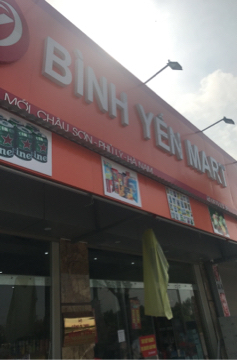 BÌNH YÊN MART
MỚI, CHÂU SƠN - PHỦ LÝ - HÀ NAM